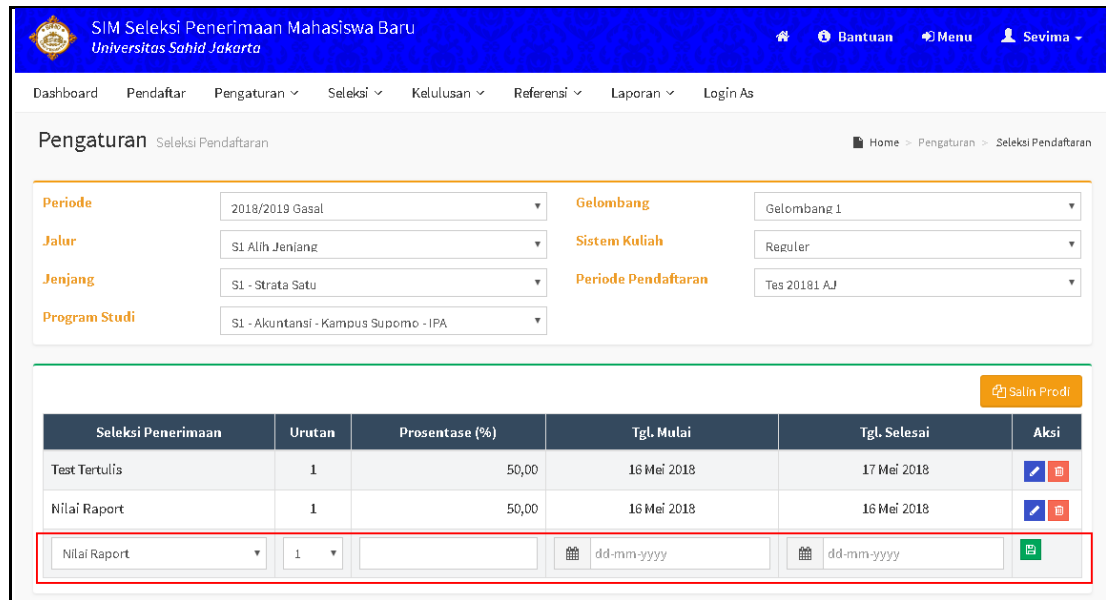 SIM Seleksi Penerimaan Mahasiswa Baru
Universitas Sahid Jakarta
Bantuan Menu Sevima
Dashboard Pendaftar Pengaturan Seleksi Kelulusan Referensi Laporan Login As
Pengaturan Seleksi Pendaftaran Home > Pengaturan > Seleksi Pendaftaran
Periode 2018/2019 Gasal Gelombang Gelombang 1
Jalur S1 Alih Jenjang Sistem Kuliah Reguler
Jenjang S1 - Strata Satu Periode Pendaftaran Tes 20181 AJ
Program Studi S1 - Akuntansi - Kampus Supomo - IPA
Salin Prodi
Seleksi Penerimaan Urutan Prosentase (%) Tgl. Mulai Tgl. Selesai Aksi
Test Tertulis 1 50,00 16 Mei 2018 17 Mei 2018
Nilai Raport 1 50,00 16 Mei 2018 16 Mei 2018
Nilai Raport 1 dd-mm-yyyy dd-mm-yyyy